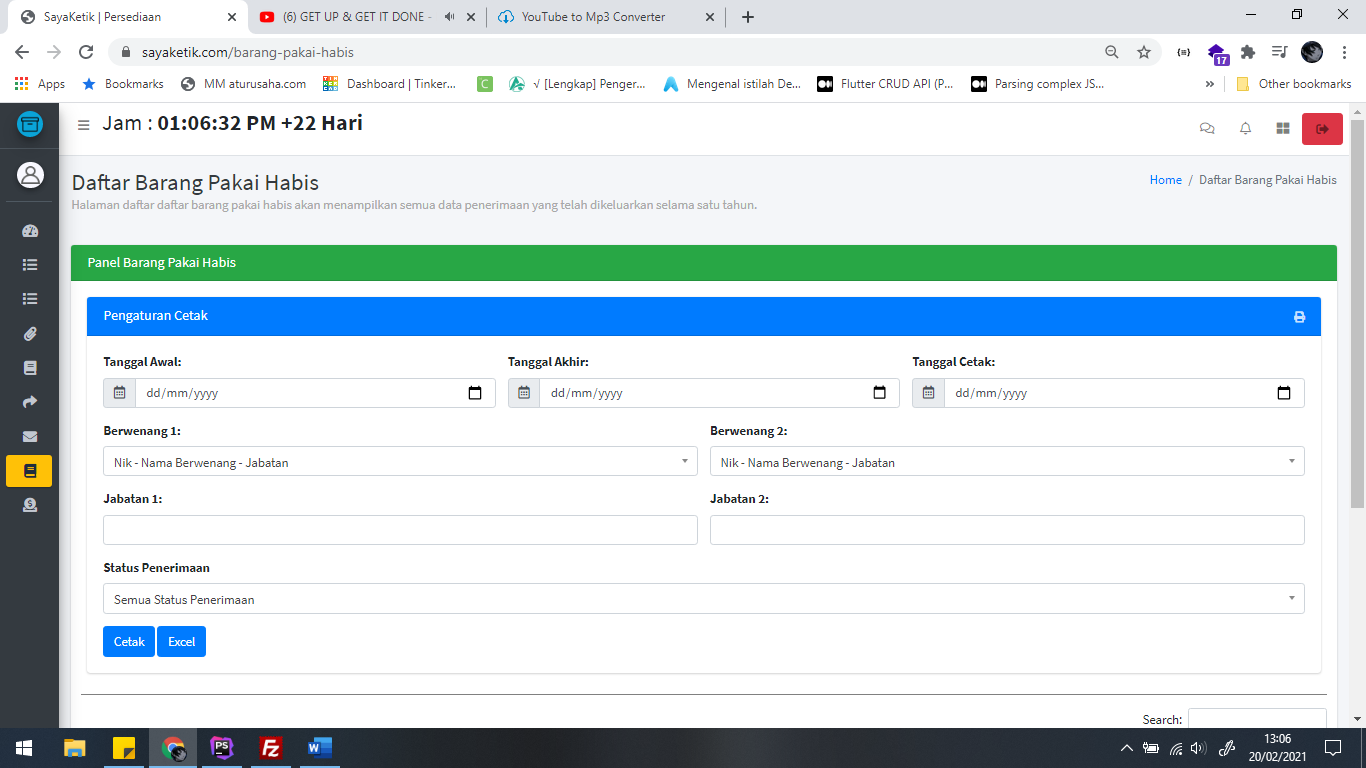 SayaKetik | Persediaan
(6) GET UP & GET IT DONE -
YouTube to Mp3 Converter
sayaketik.com/barang-pakai-habis
17
Apps
Bookmarks
MM aturusaha.com
Dashboard | Tinker...
C
√ [Lengkap] Penger...
Mengenal istilah De...
Flutter CRUD API (P...
Parsing complex JS...
»
Other bookmarks
Jam : 01:06:32 PM +22 Hari
Daftar Barang Pakai Habis
Home / Daftar Barang Pakai Habis
Halaman daftar daftar barang pakai habis akan menampilkan semua data penerimaan yang telah dikeluarkan selama satu tahun.
Panel Barang Pakai Habis
Pengaturan Cetak
Tanggal Awal:
Tanggal Akhir:
Tanggal Cetak:
dd/mm/yyyy
dd/mm/yyyy
dd/mm/yyyy
Berwenang 1:
Berwenang 2:
Nik - Nama Berwenang - Jabatan
Nik - Nama Berwenang - Jabatan
Jabatan 1:
Jabatan 2:
Status Penerimaan
Semua Status Penerimaan
Cetak
Excel
Search:
PS
FZ
W
13:06
20/02/2021